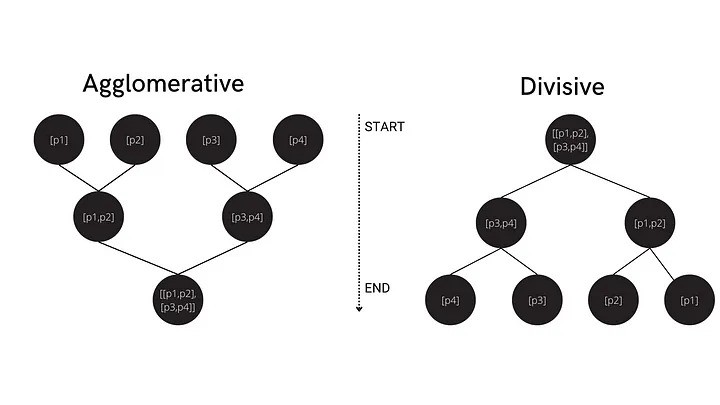 Agglomerative
[p1]
[p2]
[p3]
[p4]
[p1,p2]
[p3,p4]
[[p1,p2],
[p3,p4]]
START
END
Divisive
[[p1,p2],
[p3,p4]]
[p3,p4]
[p1,p2]
[p4]
[p3]
[p2]
[p1]